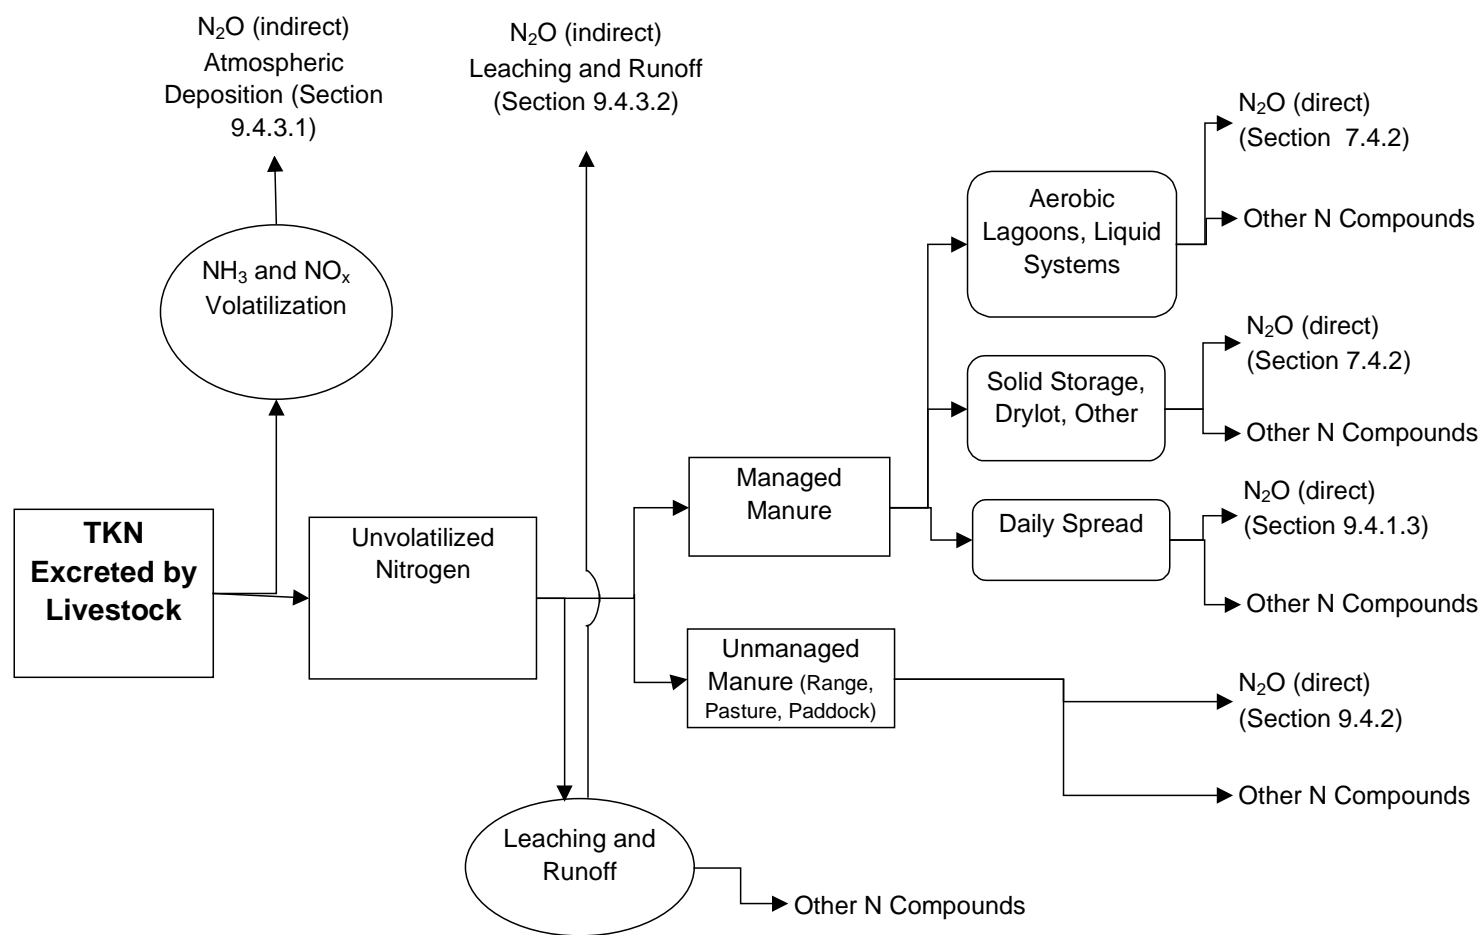 N₂O (indirect)
Atmospheric
Deposition (Section
9.4.3.1)
N₂O (indirect)
Leaching and Runoff
(Section 9.4.3.2)
N₂O (direct)
(Section 7.4.2)
Aerobic
Lagoons, Liquid
Systems
Other N Compounds
NH₃ and NOₓ
Volatilization
N₂O (direct)
(Section 7.4.2)
Solid Storage,
Drylot, Other
Other N Compounds
Managed
Manure
N₂O (direct)
(Section 9.4.1.3)
Daily Spread
TKN
Excreted by
Livestock
Unvolatilized
Nitrogen
Other N Compounds
Unmanaged
Manure (Range,
Pasture, Paddock)
N₂O (direct)
(Section 9.4.2)
Other N Compounds
Leaching and
Runoff
Other N Compounds